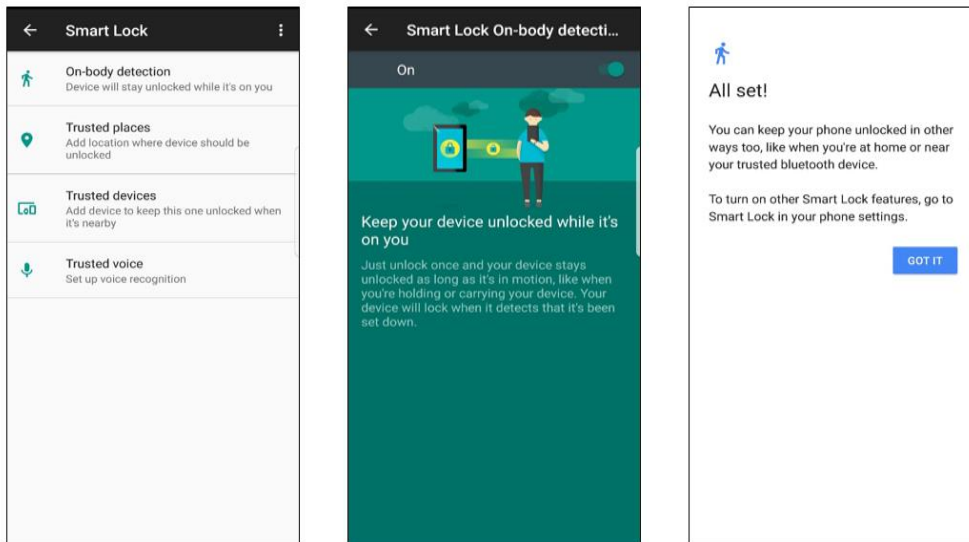 Smart Lock
On-body detection
Device will stay unlocked while it's on you
Trusted places
Add location where device should be
unlocked
Trusted devices
Add device to keep this one unlocked when
it's nearby
Trusted voice
Set up voice recognition
Smart Lock On-body detecti...
On
Keep your device unlocked while it's
on you
Just unlock once and your device stays
unlocked as long as it's in motion, like when
you're holding or carrying your device. Your
device will lock when it detects that it's been
set down.
All set!
You can keep your phone unlocked in other
ways too, like when you're at home or near
your trusted bluetooth device.
To turn on other Smart Lock features, go to
Smart Lock in your phone settings.
GOT IT